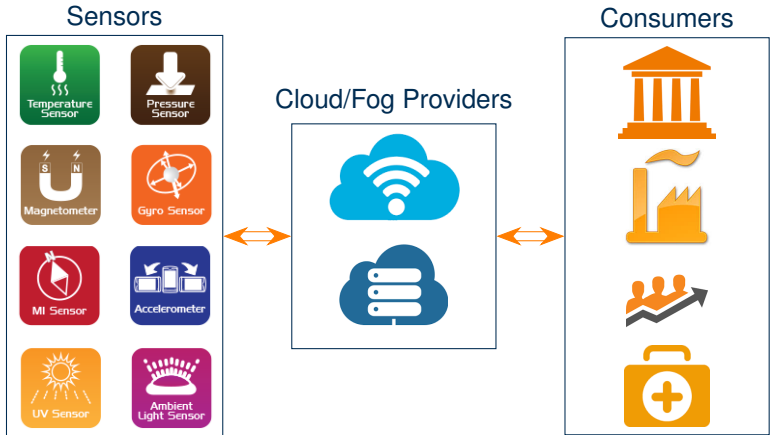 Sensors
Consumers
Cloud/Fog Providers
Temperature
Sensor
Pressure
Sensor
S N
Magnetometer
Gyro Sensor
N
MI Sensor
Accelerometer
UV Sensor
Ambient
Light Sensor